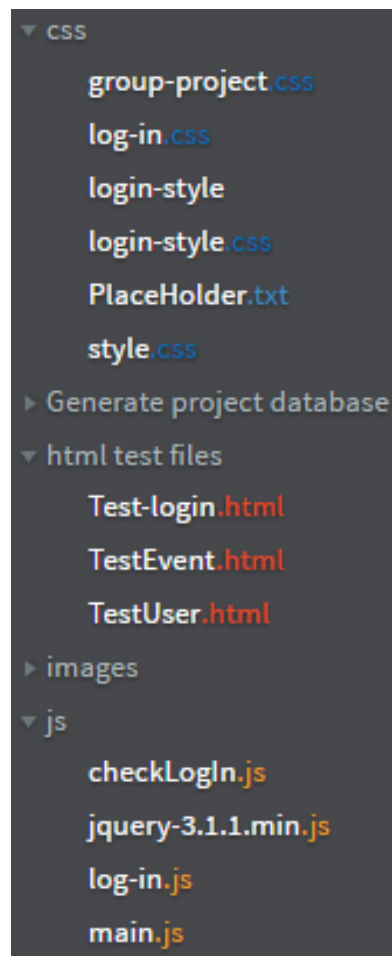 css
group-project.css
log-in.css
login-style
login-style.css
PlaceHolder.txt
style.css
Generate project database
html test files
Test-login.html
TestEvent.html
TestUser.html
images
js
checkLogIn.js
jquery-3.1.1.min.js
log-in.js
main.js